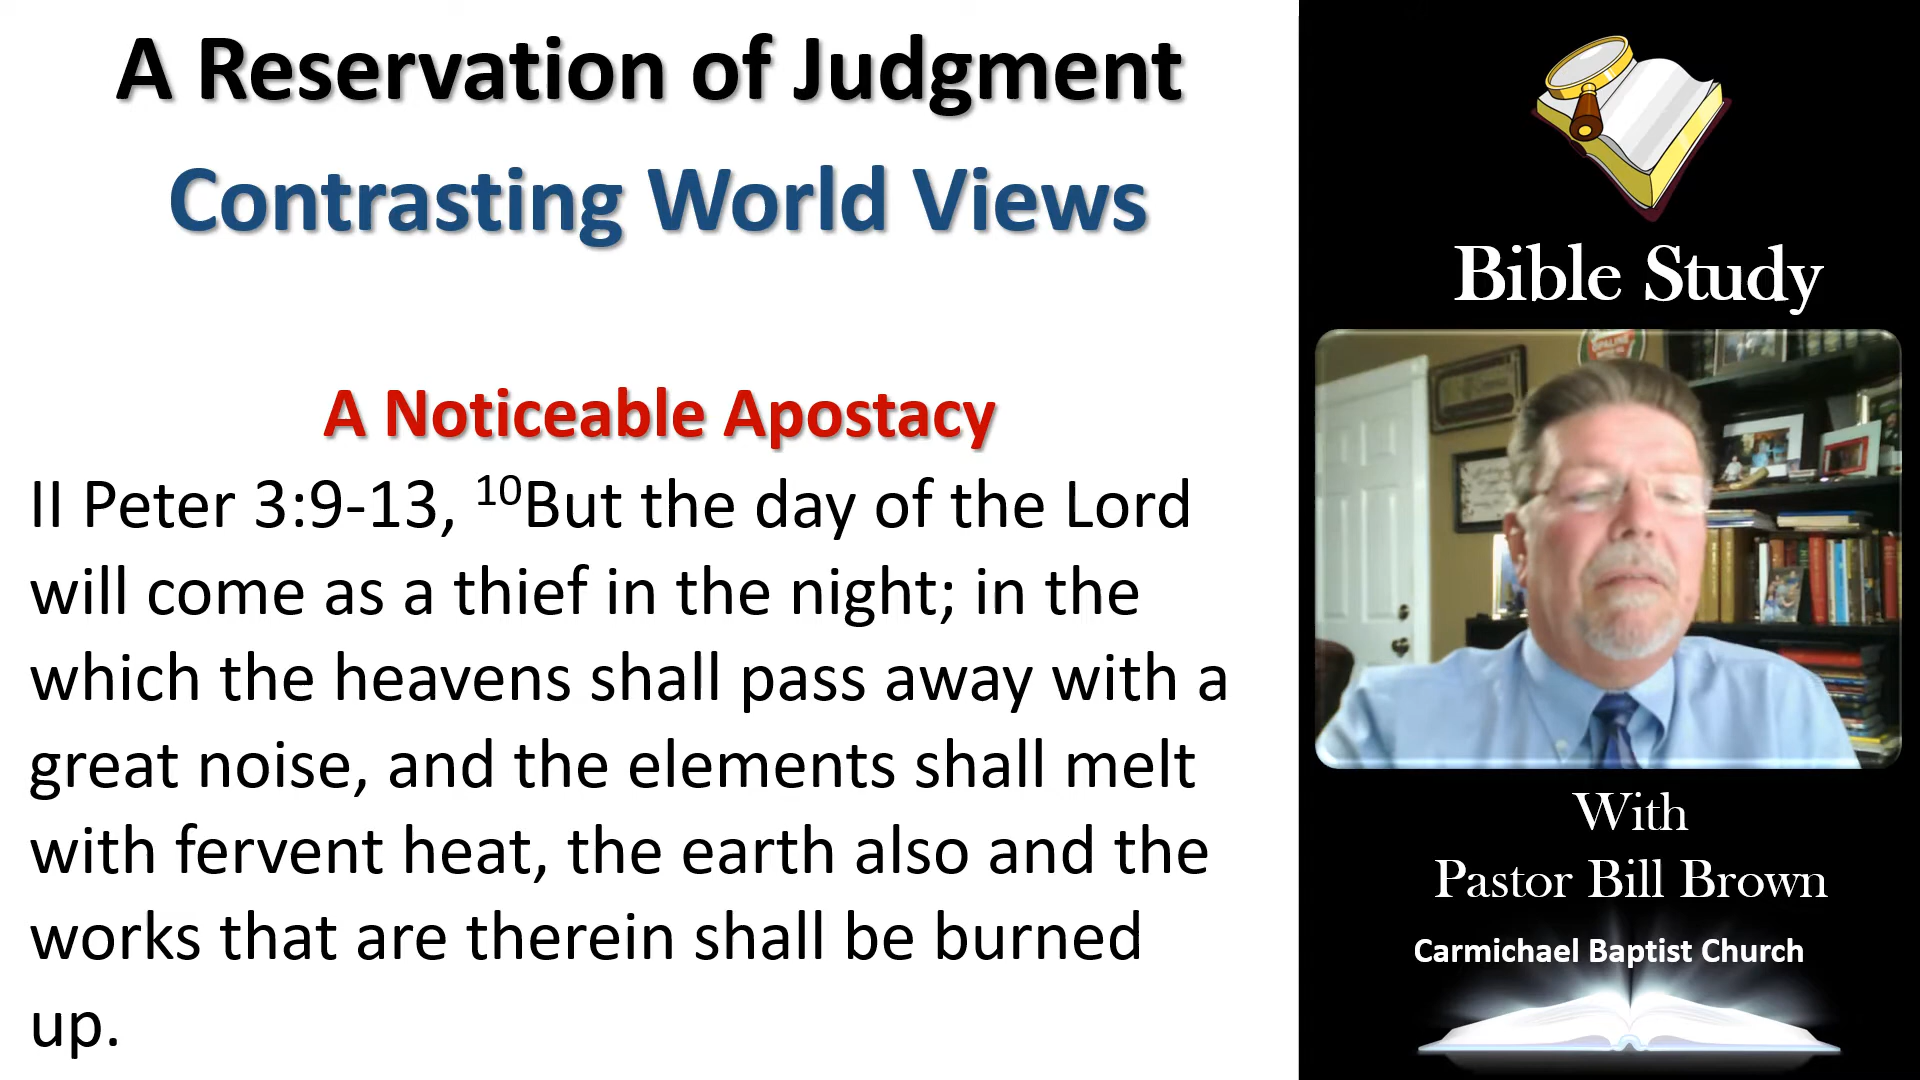 A Reservation of Judgment
Contrasting World Views
A Noticeable Apostacy
II Peter 3:9-13, ¹⁰But the day of the Lord
will come as a thief in the night; in the
which the heavens shall pass away with a
great noise, and the elements shall melt
with fervent heat, the earth also and the
works that are therein shall be burned
up.
Bible Study
With
Pastor Bill Brown
Carmichael Baptist Church